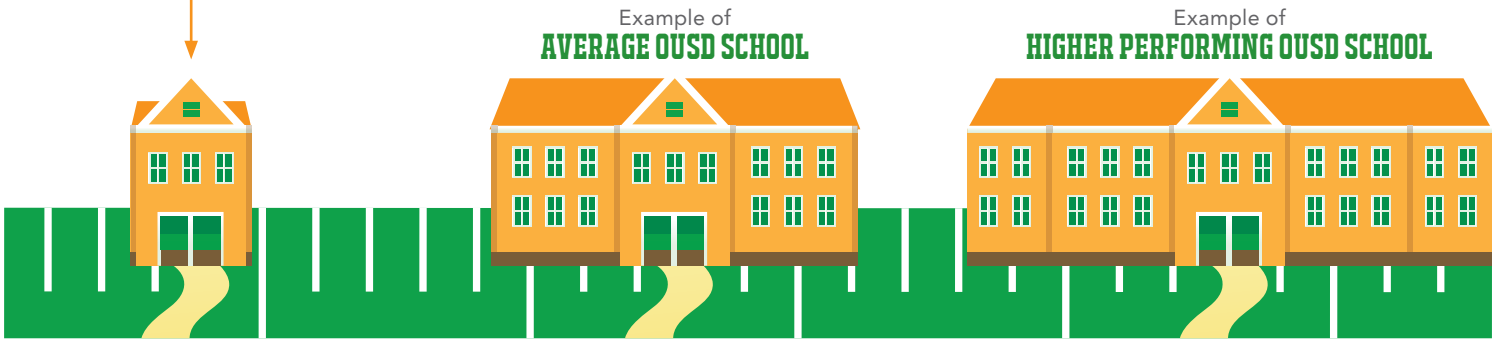 Example of
AVERAGE OUSD SCHOOL
Example of
HIGHER PERFORMING OUSD SCHOOL